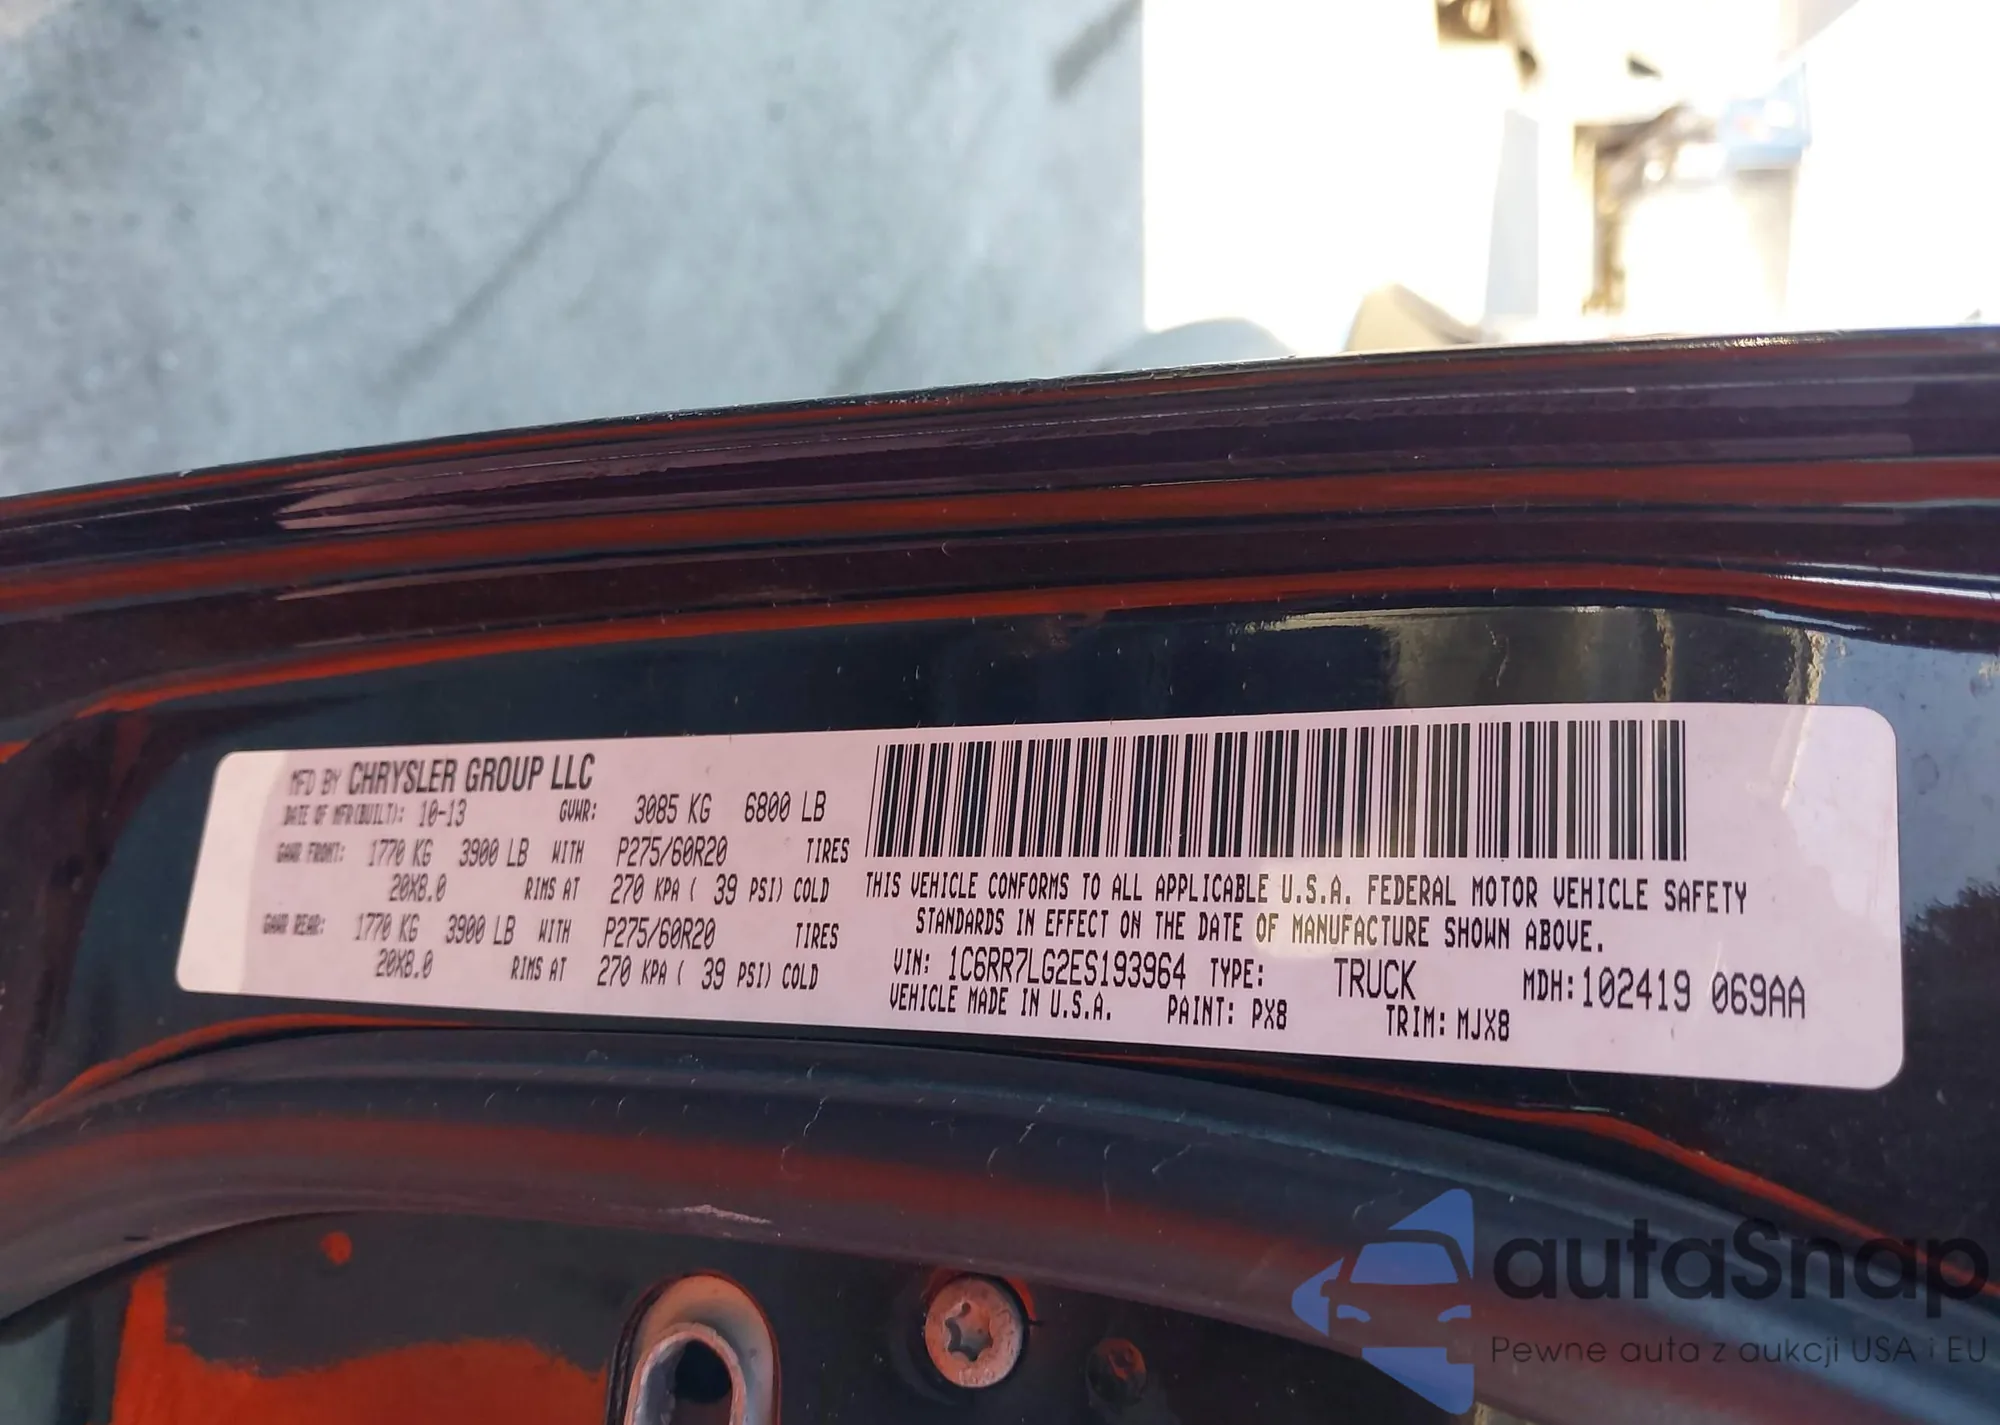 MFD BY CHRYSLER GROUP LLC
DATE OF MFR(BUILT): 10-13 GVWR: 3085 KG 6800 LB
GAWR FRONT: 1770 KG 3900 LB WITH P275/60R20 TIRES
20X8.0 RIMS AT 270 KPA ( 39 PSI) COLD
GAWR REAR: 1770 KG 3900 LB WITH P275/60R20 TIRES
20X8.0 RIMS AT 270 KPA ( 39 PSI) COLD
THIS VEHICLE CONFORMS TO ALL APPLICABLE U.S.A. FEDERAL MOTOR VEHICLE SAFETY
STANDARDS IN EFFECT ON THE DATE OF MANUFACTURE SHOWN ABOVE.
VIN: 1C6RR7LG2ES193964 TYPE: TRUCK MDH:102419 069AA
VEHICLE MADE IN U.S.A. PAINT: PX8 TRIM: MJX8
autaSnap
Pewne auta z aukcji USA i EU